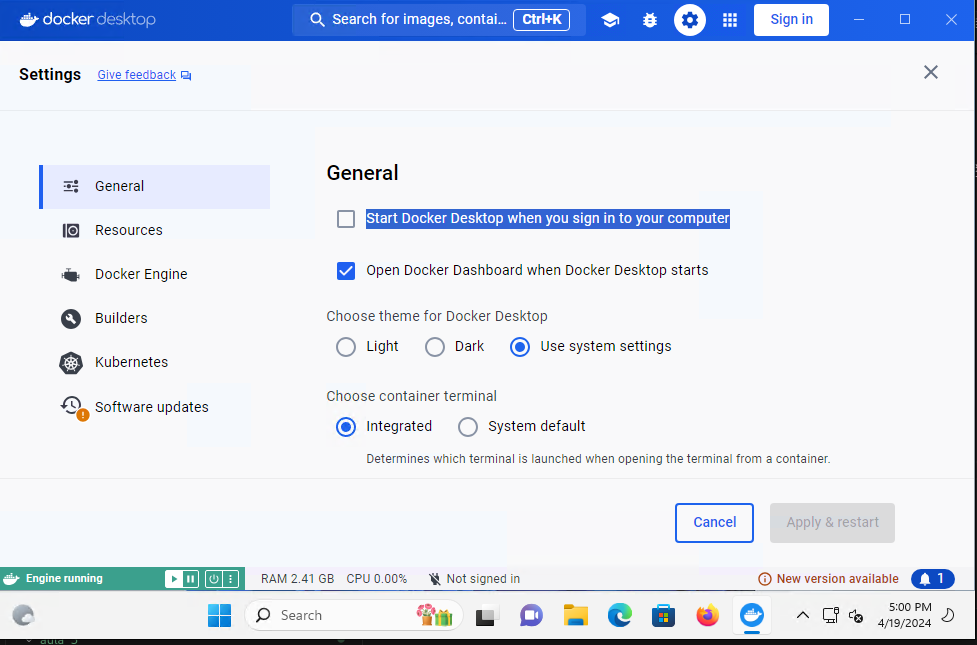 docker desktop
Search for images, contai... Ctrl+K
Sign in
Settings
Give feedback
General
Resources
Docker Engine
Builders
Kubernetes
Software updates
General
Start Docker Desktop when you sign in to your computer
Open Docker Dashboard when Docker Desktop starts
Choose theme for Docker Desktop
Light Dark Use system settings
Choose container terminal
Integrated System default
Determines which terminal is launched when opening the terminal from a container.
Cancel Apply & restart
Engine running RAM 2.41 GB CPU 0.00% Not signed in New version available 1
Search
5:00 PM
4/19/2024